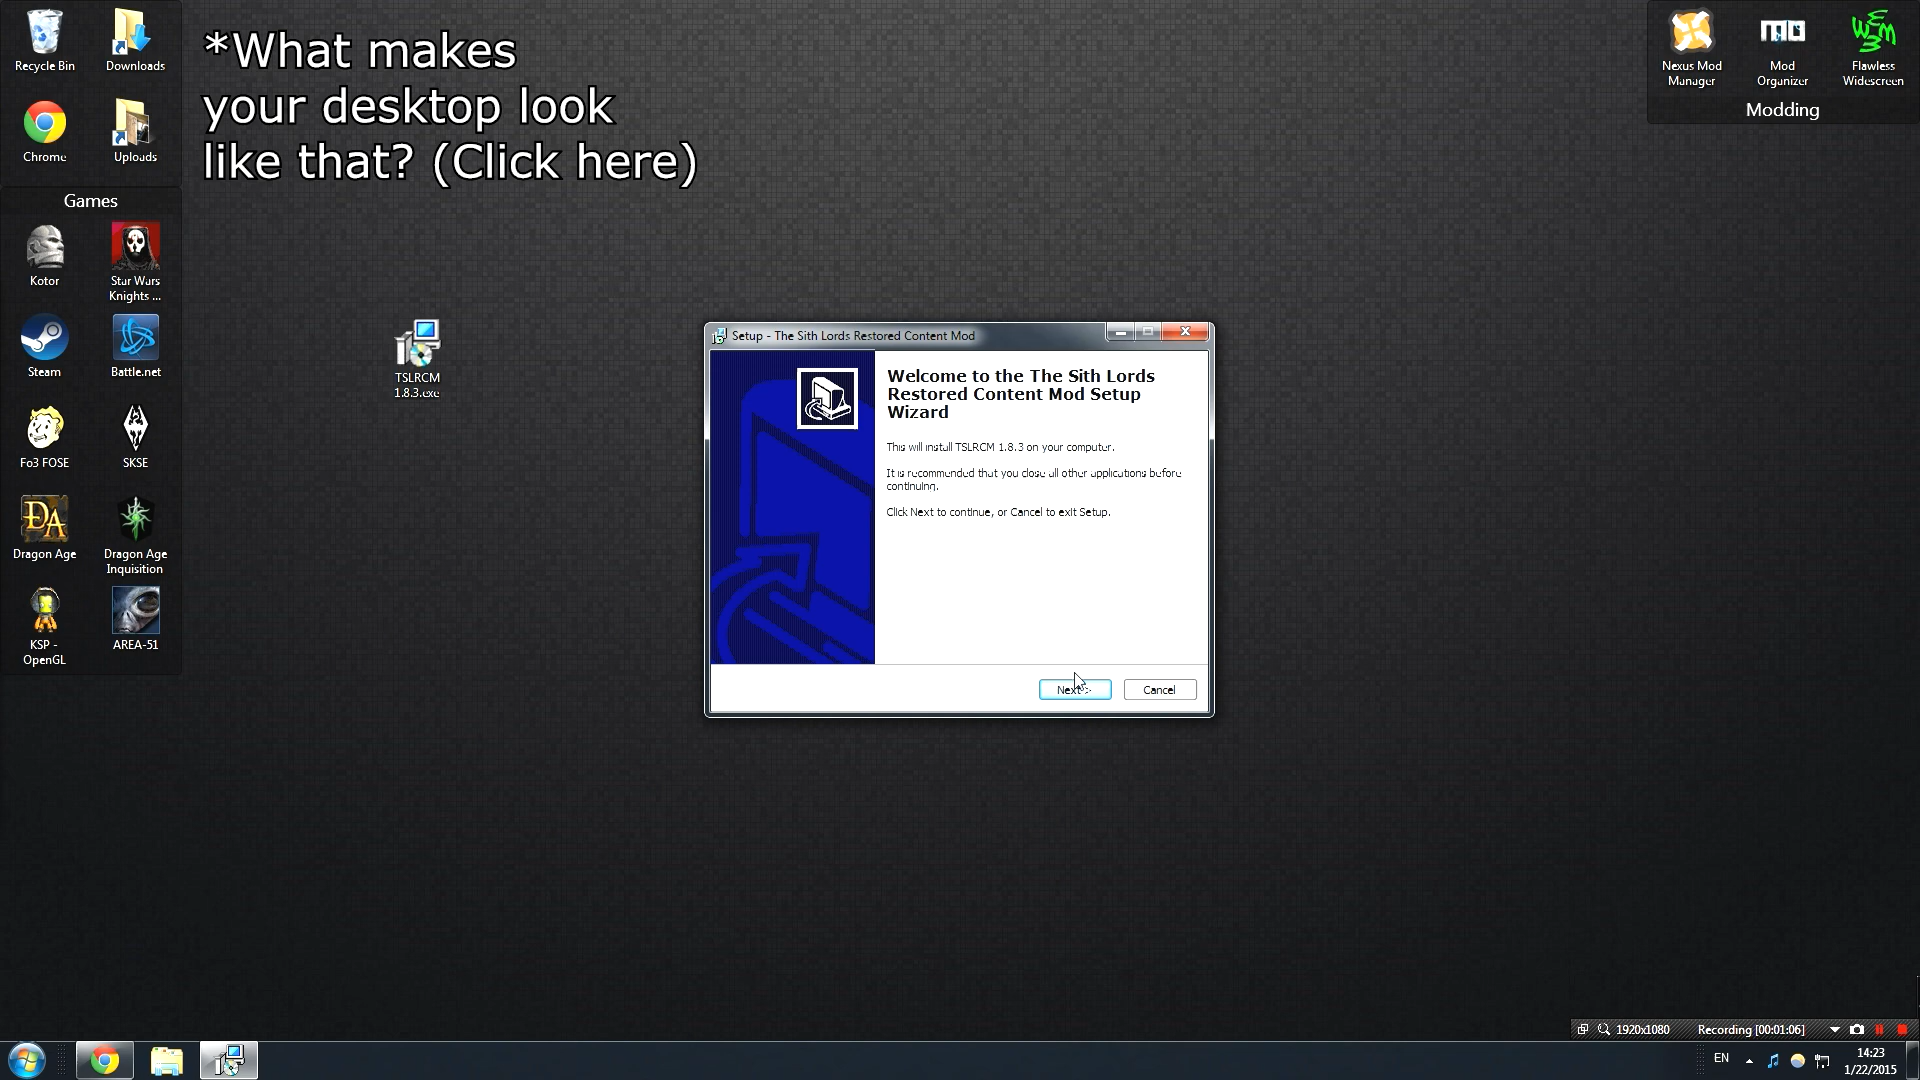 Recycle Bin
Downloads
Chrome
Uploads
Games
Kotor
Star Wars
Knights ...
Steam
Battle.net
Fo3 FOSE
SKSE
DA
Dragon Age
Dragon Age
Inquisition
KSP -
OpenGL
AREA-51
*What makes
your desktop look
like that? (Click here)
TSLRCM
1.8.3.exe
Setup - The Sith Lords Restored Content Mod
Welcome to the The Sith Lords
Restored Content Mod Setup
Wizard
This will install TSLRCM 1.8.3 on your computer.
It is recommended that you close all other applications before
continuing.
Click Next to continue, or Cancel to exit Setup.
Next >
Cancel
Nexus Mod
Manager
Mod
Organizer
Flawless
Widescreen
Modding
1920x1080
Recording [00:01:06]
EN
14:23
1/22/2015